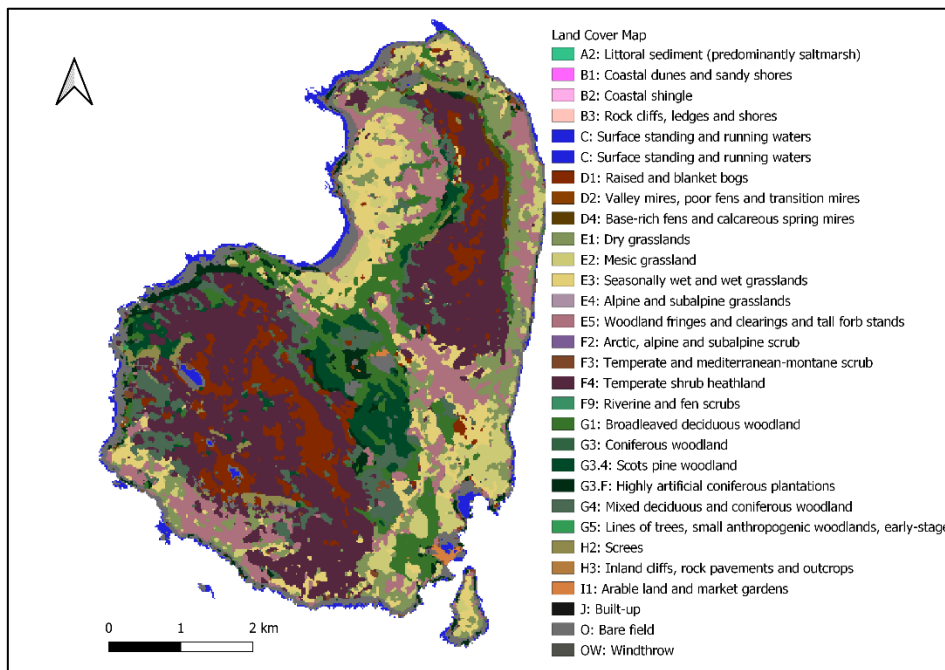 Land Cover Map
A2: Littoral sediment (predominantly saltmarsh)
B1: Coastal dunes and sandy shores
B2: Coastal shingle
B3: Rock cliffs, ledges and shores
C: Surface standing and running waters
C: Surface standing and running waters
D1: Raised and blanket bogs
D2: Valley mires, poor fens and transition mires
D4: Base-rich fens and calcareous spring mires
E1: Dry grasslands
E2: Mesic grassland
E3: Seasonally wet and wet grasslands
E4: Alpine and subalpine grasslands
E5: Woodland fringes and clearings and tall forb stands
F2: Arctic, alpine and subalpine scrub
F3: Temperate and mediterranean-montane scrub
F4: Temperate shrub heathland
F9: Riverine and fen scrubs
G1: Broadleaved deciduous woodland
G3: Coniferous woodland
G3.4: Scots pine woodland
G3.F: Highly artificial coniferous plantations
G4: Mixed deciduous and coniferous woodland
G5: Lines of trees, small anthropogenic woodlands, early-stage
H2: Screes
H3: Inland cliffs, rock pavements and outcrops
I1: Arable land and market gardens
J: Built-up
O: Bare field
OW: Windthrow
0 1 2 km